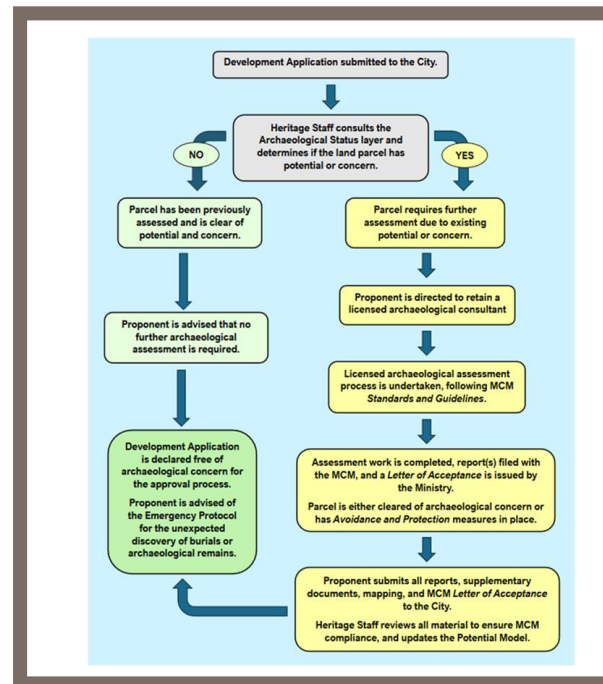 Development Application submitted to the City.
Heritage Staff consults the
Archaeological Status layer and
determines if the land parcel has
potential or concern.
NO
YES
Parcel has been previously
assessed and is clear of
potential and concern.
Parcel requires further
assessment due to existing
potential or concern.
Proponent is advised that no
further archaeological
assessment is required.
Proponent is directed to retain a
licensed archaeological consultant
Licensed archaeological assessment
process is undertaken, following MCM
Standards and Guidelines.
Development Application
is declared free of
archaeological concern for
the approval process.
Proponent is advised of
the Emergency Protocol
for the unexpected
discovery of burials or
archaeological remains.
Assessment work is completed, report(s) filed with
the MCM, and a Letter of Acceptance is issued by
the Ministry.
Parcel is either cleared of archaeological concern or
has Avoidance and Protection measures in place.
Proponent submits all reports, supplementary
documents, mapping, and MCM Letter of Acceptance
to the City.
Heritage Staff reviews all material to ensure MCM
compliance, and updates the Potential Model.